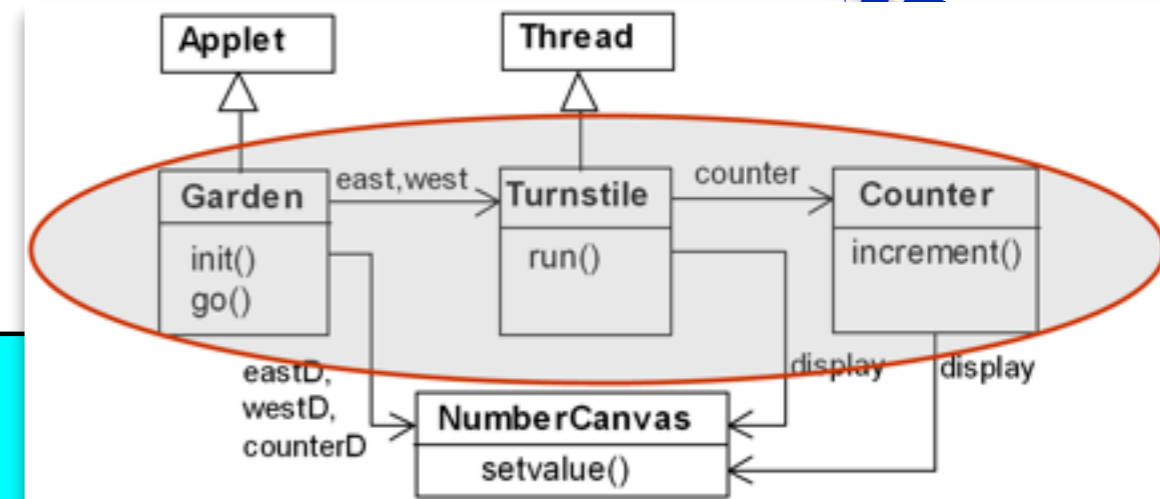 Applet
Thread
Garden
init()
go()
east,west
Turnstile
run()
counter
Counter
increment()
eastD,
westD,
counterD
display
display
NumberCanvas
setvalue()